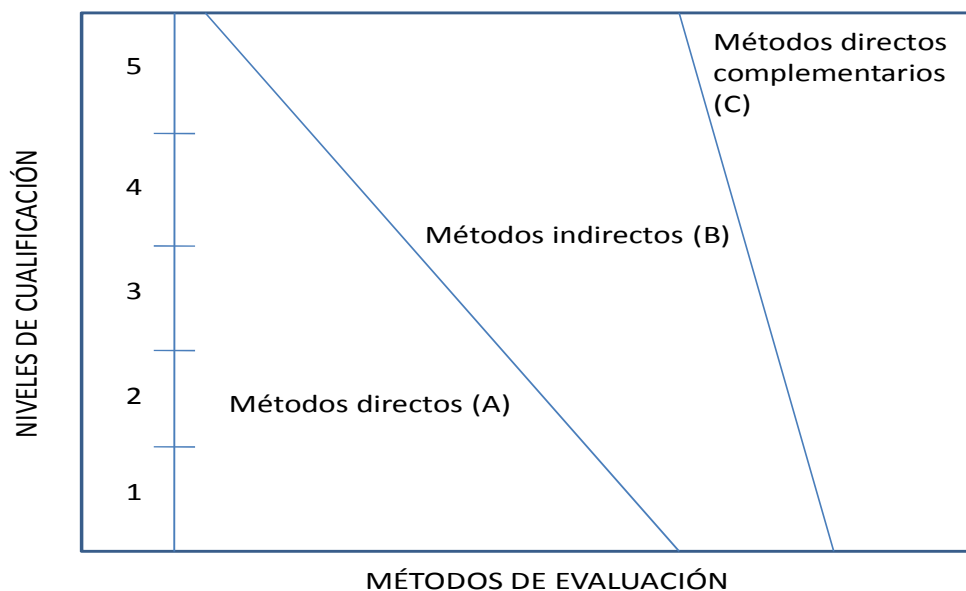 Métodos directos
complementarios
(C)
5
4
Métodos indirectos (B)
3
2
Métodos directos (A)
1
NIVELES DE CUALIFICACIÓN
MÉTODOS DE EVALUACIÓN